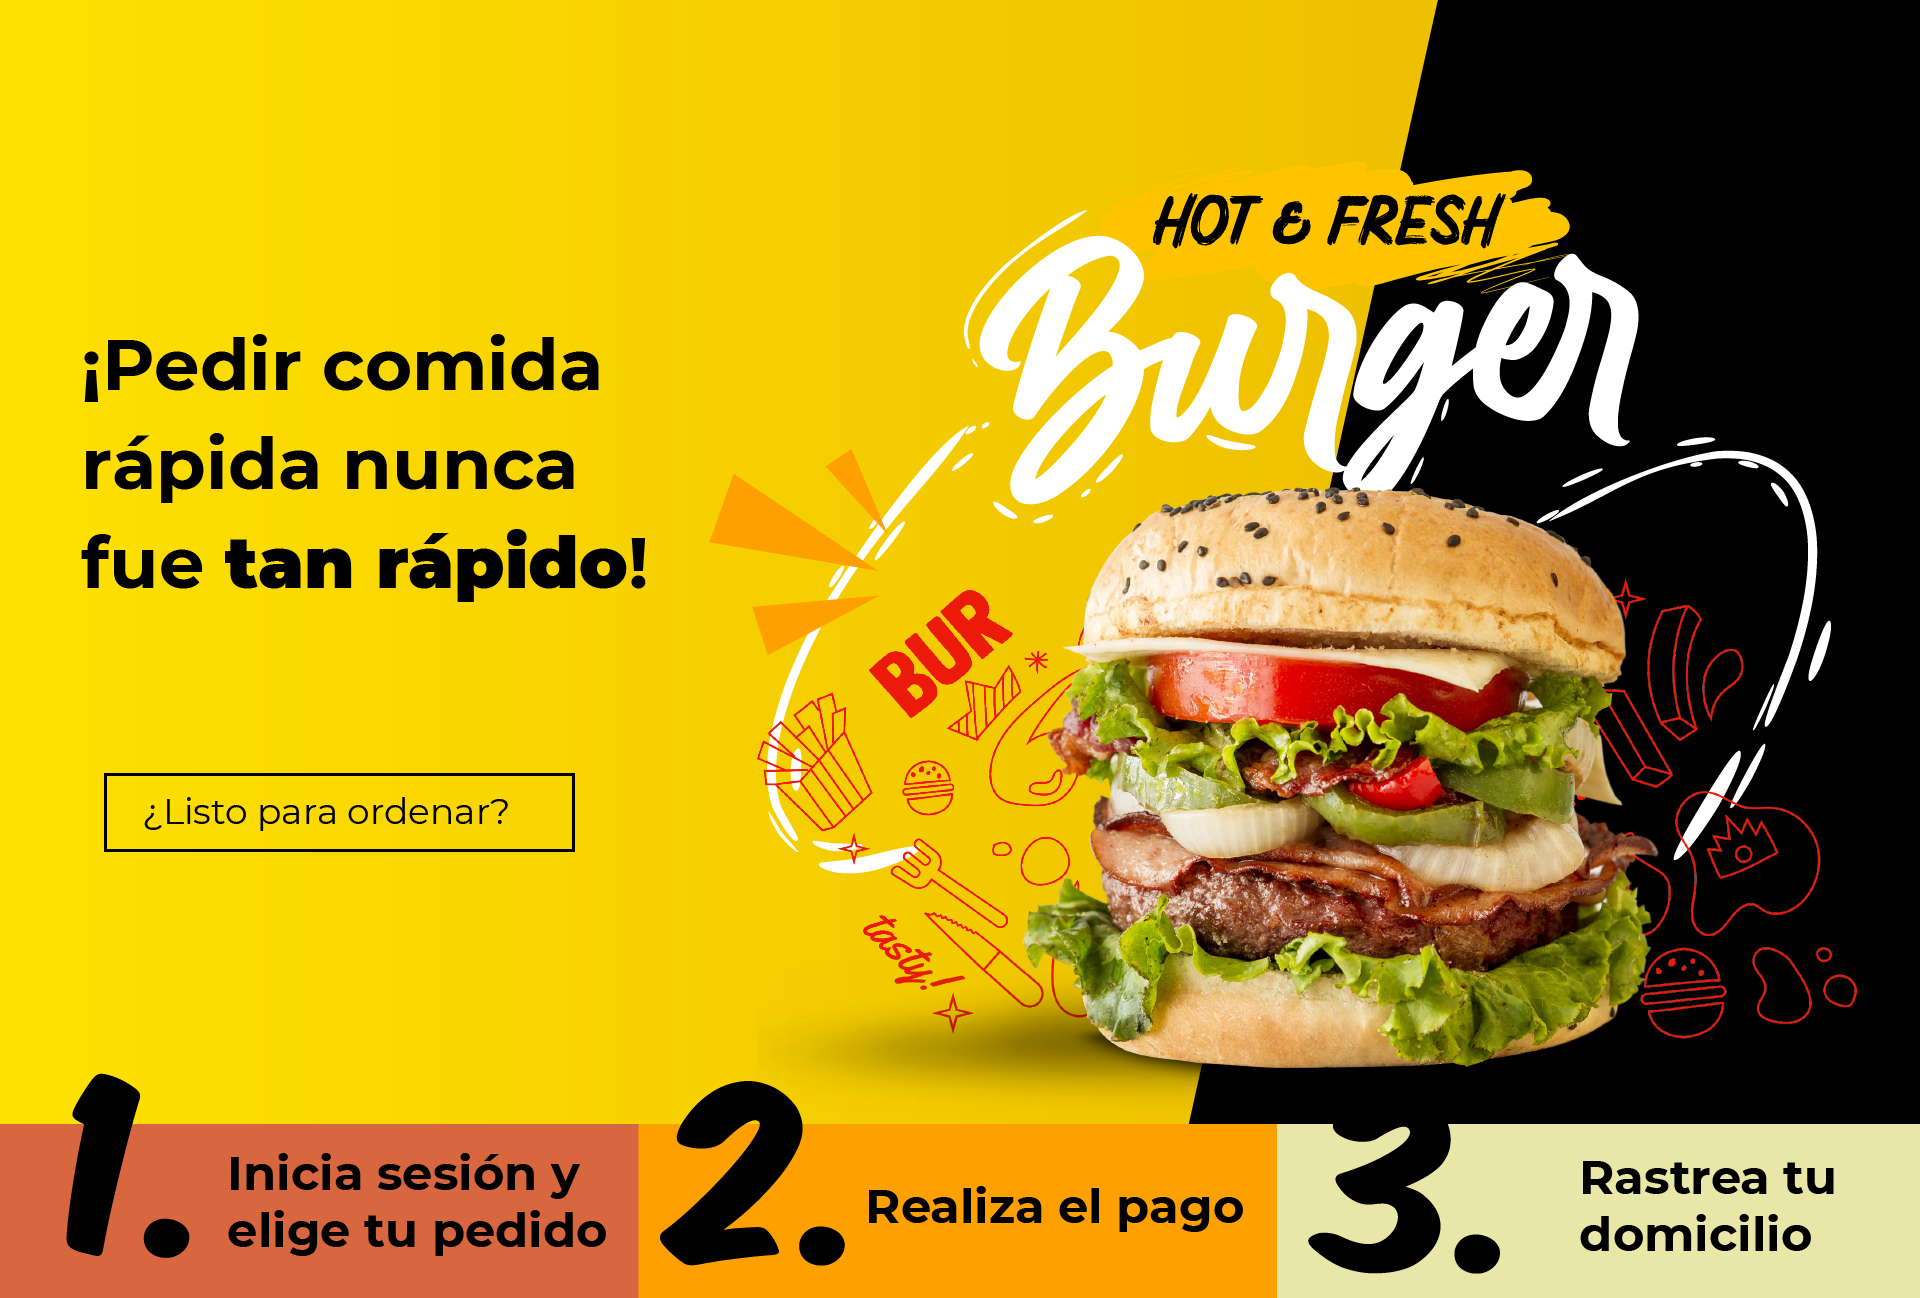 HOT & FRESH
Burger
¡Pedir comida
rápida nunca
fue tan rápido!
BUR
¿Listo para ordenar?
tasty!
1.
Inicia sesión y
elige tu pedido
2.
Realiza el pago
3.
Rastrea tu
domicilio